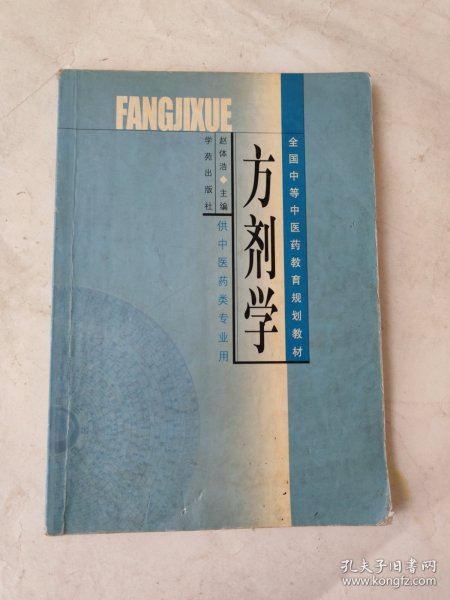 FANGJIXUE
全国中等中医药教育规划教材
方剂学
赵体浩◆主编
学苑出版社
供中医药类专业用
孔夫子旧书网
www.kongfz.com